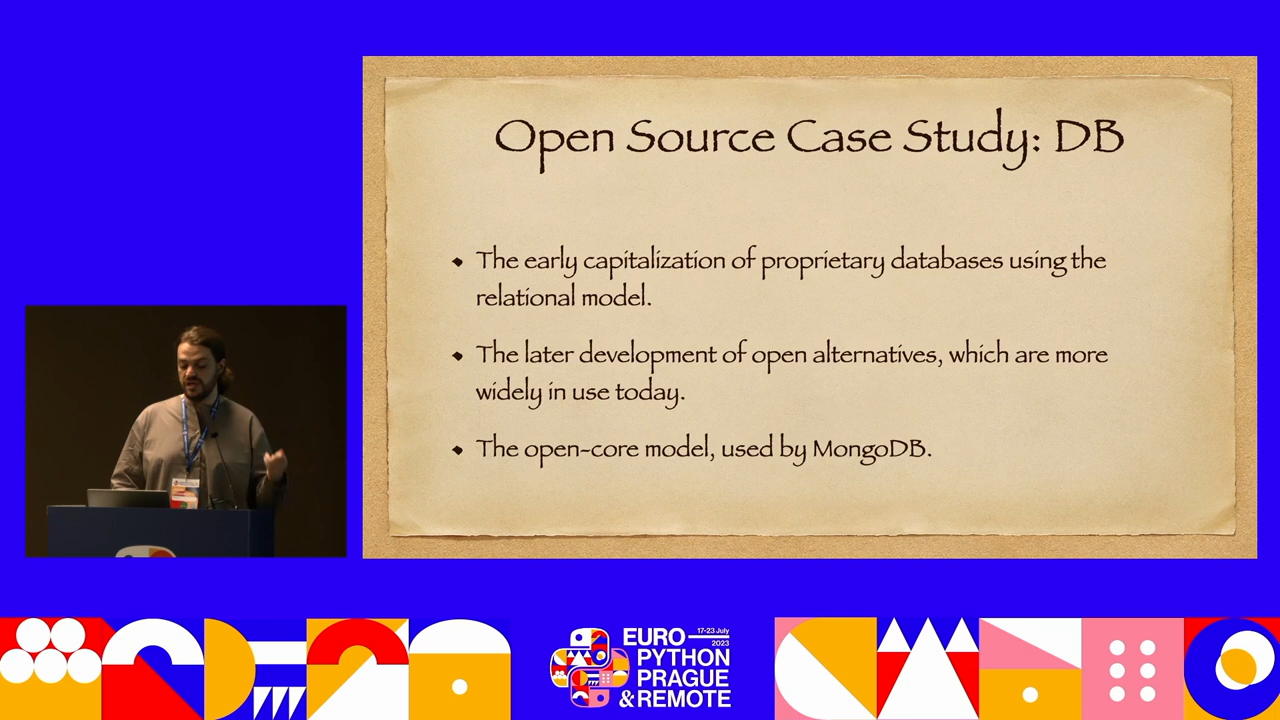 Open Source Case Study: DB
• The early capitalization of proprietary databases using the
relational model.
• The later development of open alternatives, which are more
widely in use today.
• The open-core model, used by MongoDB.
EURO
17-23 July
2023
PYTHON
PRAGUE
& REMOTE